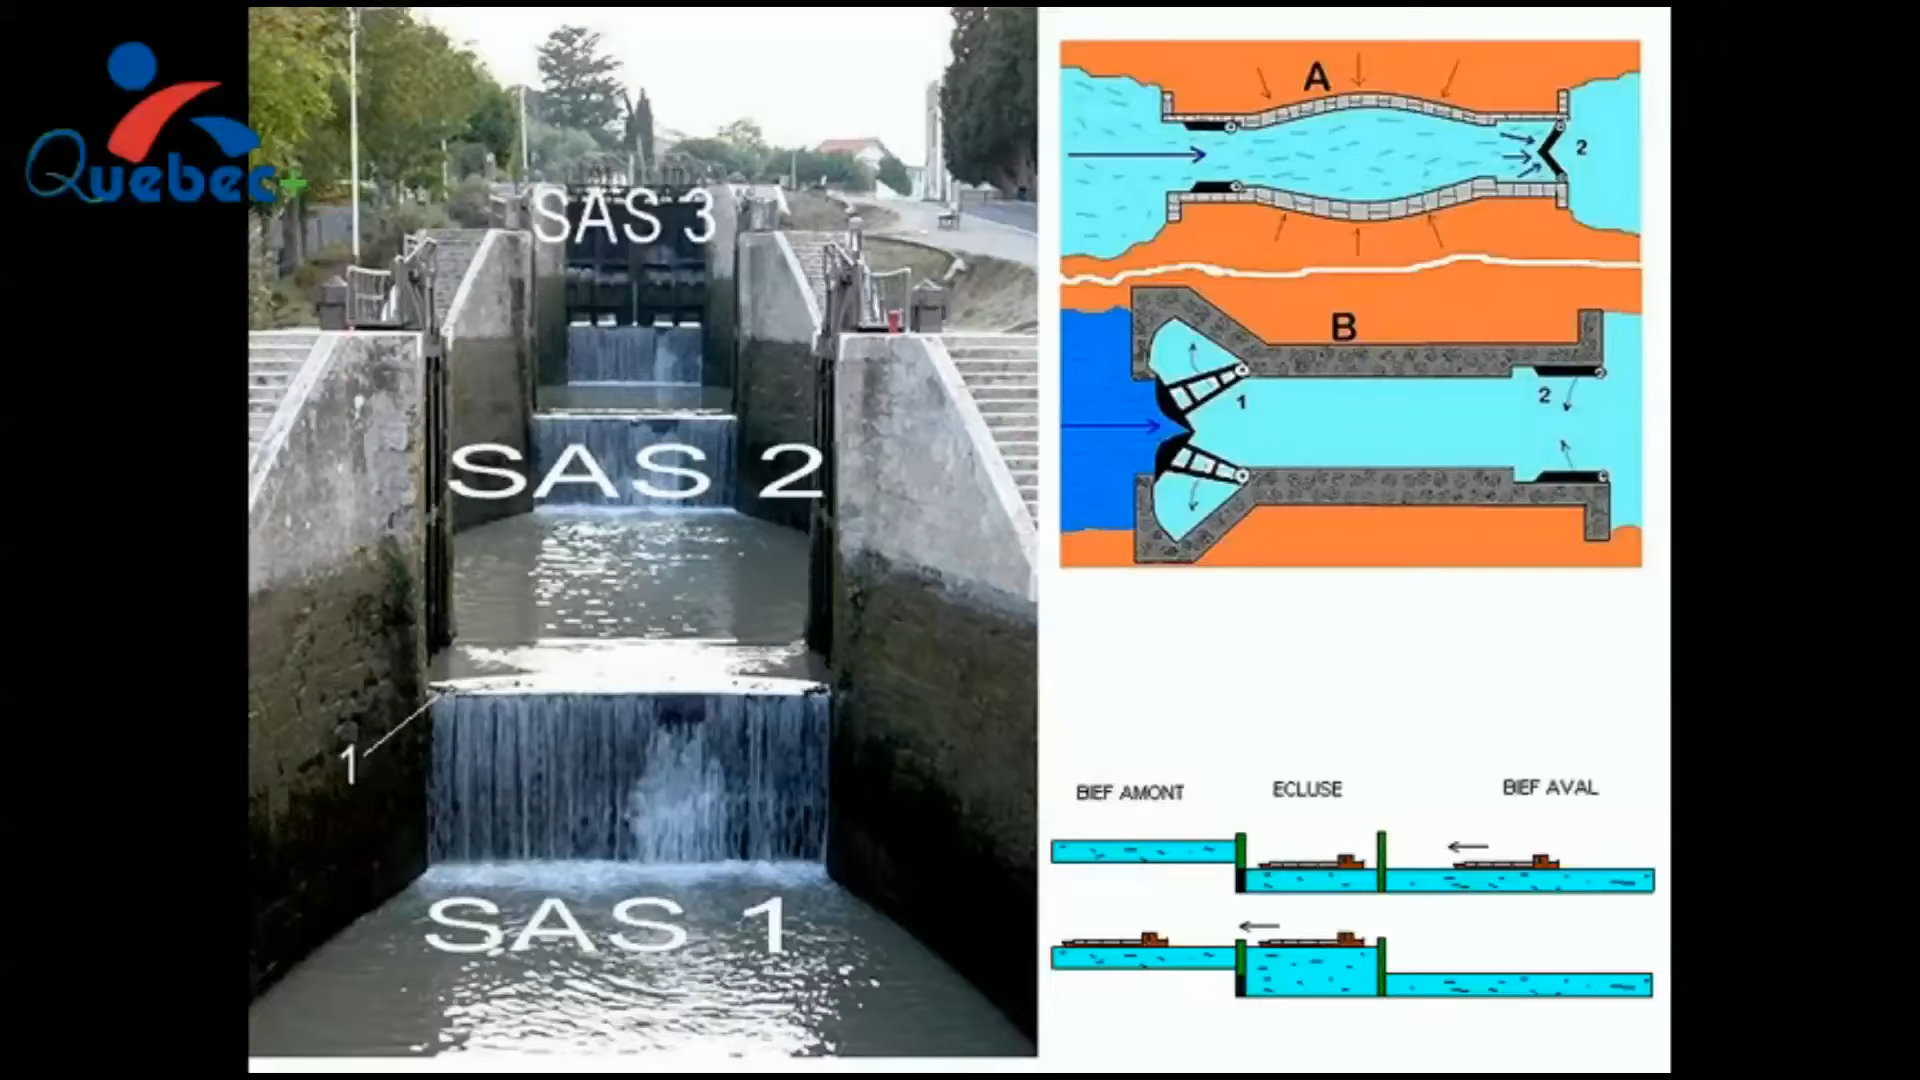 Quebec+
SAS 3
SAS 2
1
SAS 1
A
2
B
1
2
BIEF AMONT
ECLUSE
BIEF AVAL